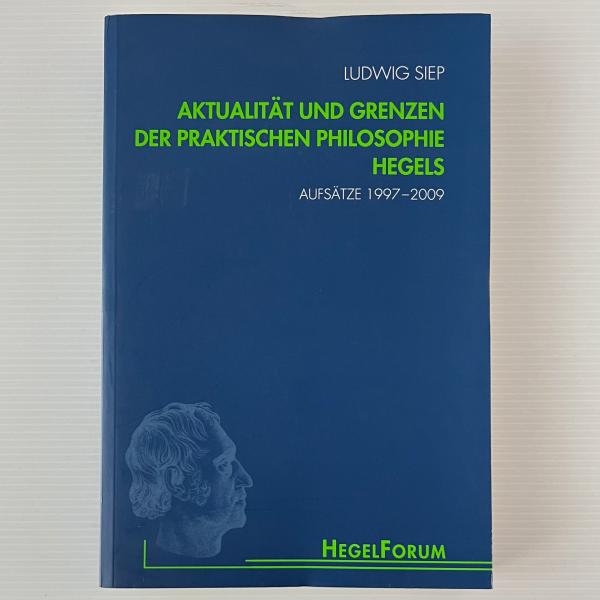 LUDWIG SIEP
AKTUALITÄT UND GRENZEN
DER PRAKTISCHEN PHILOSOPHIE
HEGELS
AUFSÄTZE 1997–2009
HEGELFORUM